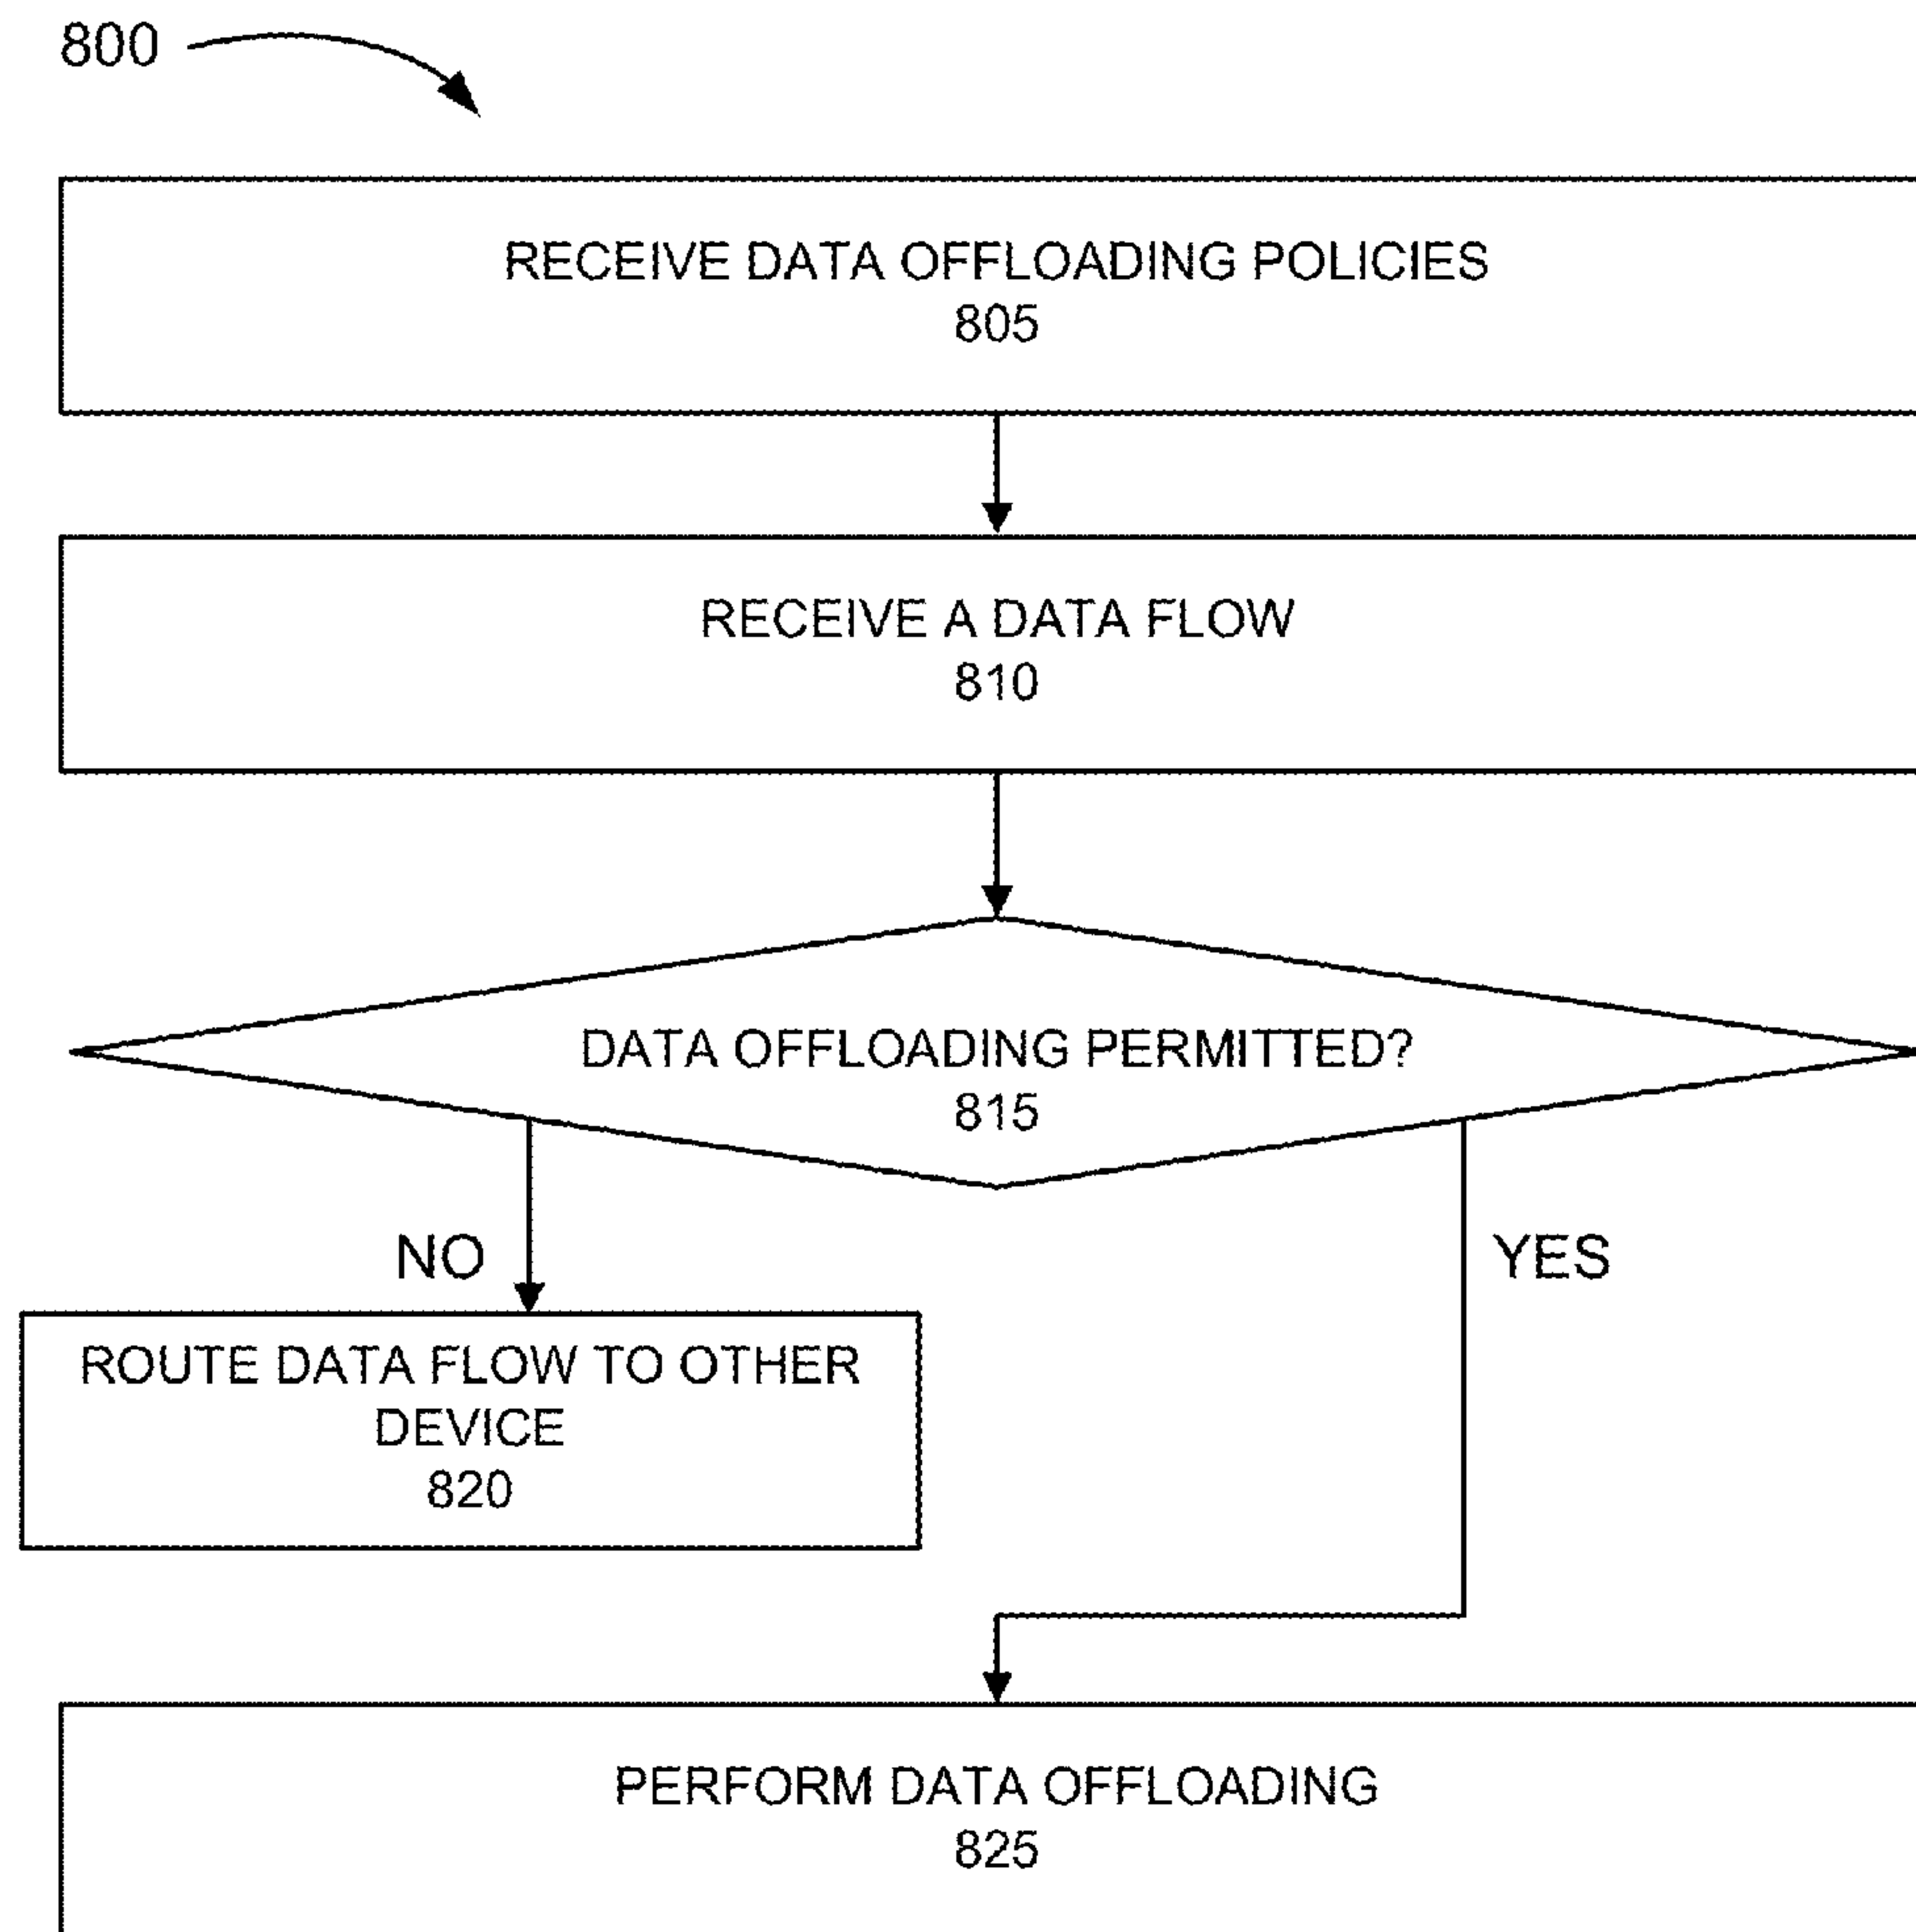 800
RECEIVE DATA OFFLOADING POLICIES
805
RECEIVE A DATA FLOW
810
DATA OFFLOADING PERMITTED?
815
NO
YES
ROUTE DATA FLOW TO OTHER
DEVICE
820
PERFORM DATA OFFLOADING
825